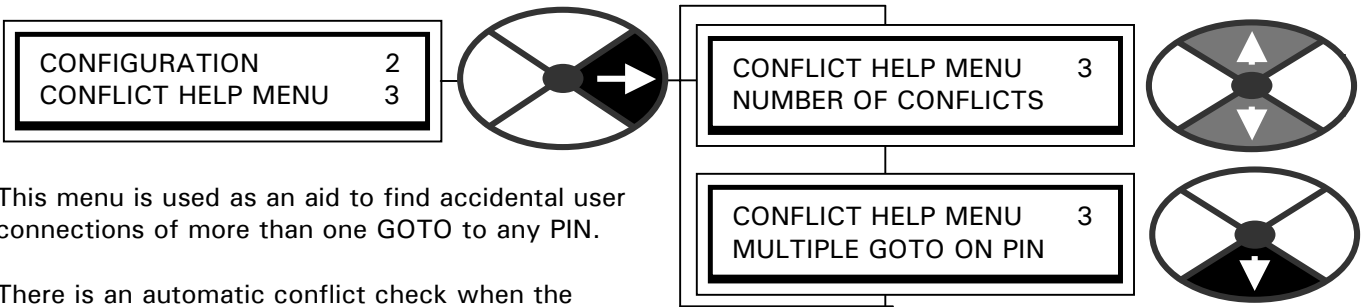 CONFIGURATION 2
CONFLICT HELP MENU 3
CONFLICT HELP MENU 3
NUMBER OF CONFLICTS
CONFLICT HELP MENU 3
MULTIPLE GOTO ON PIN
This menu is used as an aid to find accidental user
connections of more than one GOTO to any PIN.
There is an automatic conflict check when the